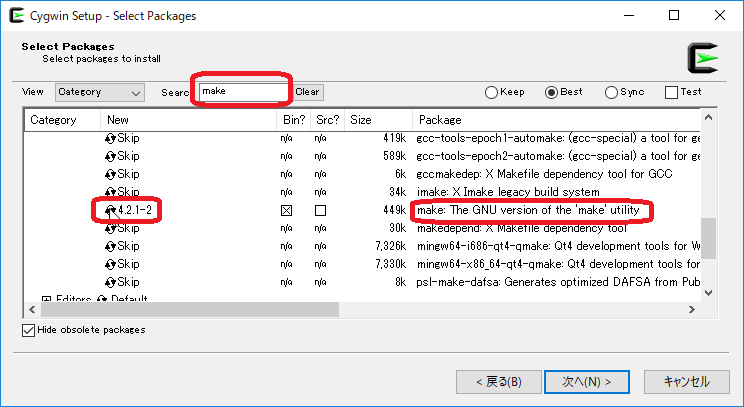 Cygwin Setup - Select Packages
Select Packages
Select packages to install
View Category Search make Clear Keep Best Sync Test
Category New Bin? Src? Size Package
Skip n/a n/a 419k gcc-tools-epoch1-automake: (gcc-special) a tool for ge
Skip n/a n/a 589k gcc-tools-epoch2-automake: (gcc-special) a tool for ge
Skip n/a n/a 6k gccmakedep: X Makefile dependency tool for GCC
Skip n/a n/a 34k imake: X Imake legacy build system
4.2.1-2 449k make: The GNU version of the 'make' utility
Skip n/a n/a 30k makedepend: X Makefile dependency tool
Skip n/a n/a 7,326k mingw64-i686-qt4-qmake: Qt4 development tools for W
Skip n/a n/a 7,330k mingw64-x86_64-qt4-qmake: Qt4 development tools for
Skip n/a n/a 8k psl-make-dafsa: Generates optimized DAFSA from Pub
Editors Default
Hide obsolete packages
< 戻る(B) 次へ(N) > キャンセル